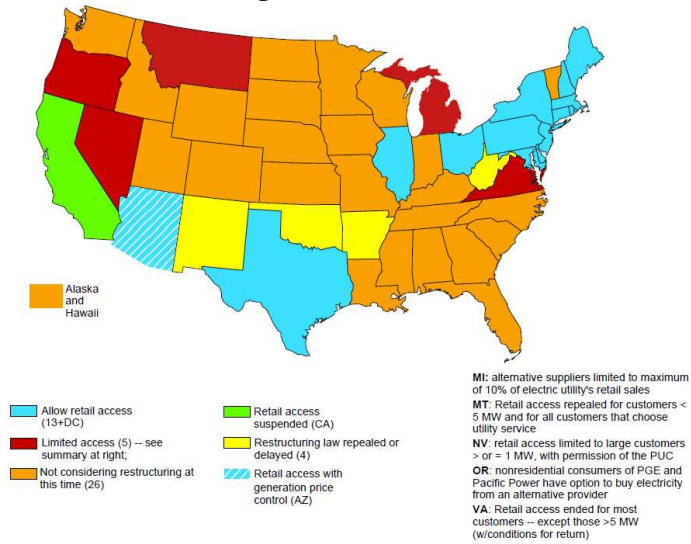 Alaska
and
Hawaii
Allow retail access
(13+DC)
Limited access (5) -- see
summary at right;
Not considering restructuring at
this time (26)
Retail access
suspended (CA)
Restructuring law repealed or
delayed (4)
Retail access with
generation price
control (AZ)
MI: alternative suppliers limited to maximum
of 10% of electric utility's retail sales
MT: Retail access repealed for customers <
5 MW and for all customers that choose
utility service
NV: retail access limited to large customers
> or = 1 MW, with permission of the PUC
OR: nonresidential consumers of PGE and
Pacific Power have option to buy electricity
from an alternative provider
VA: Retail access ended for most
customers -- except those >5 MW
(w/conditions for return)